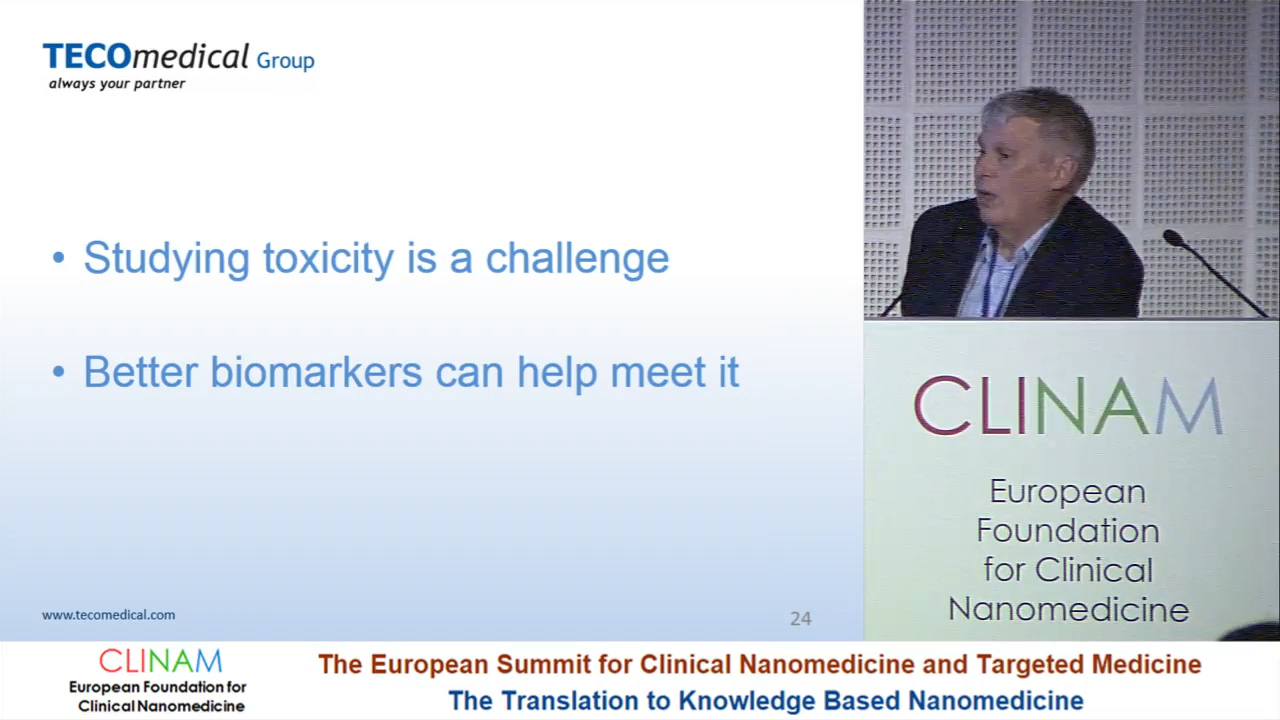 TECOmedical Group
always your partner
• Studying toxicity is a challenge
• Better biomarkers can help meet it
www.tecomedical.com
24
CLINAM
European
Foundation
for Clinical
Nanomedicine
CLINAM
European Foundation for
Clinical Nanomedicine
The European Summit for Clinical Nanomedicine and Targeted Medicine
The Translation to Knowledge Based Nanomedicine